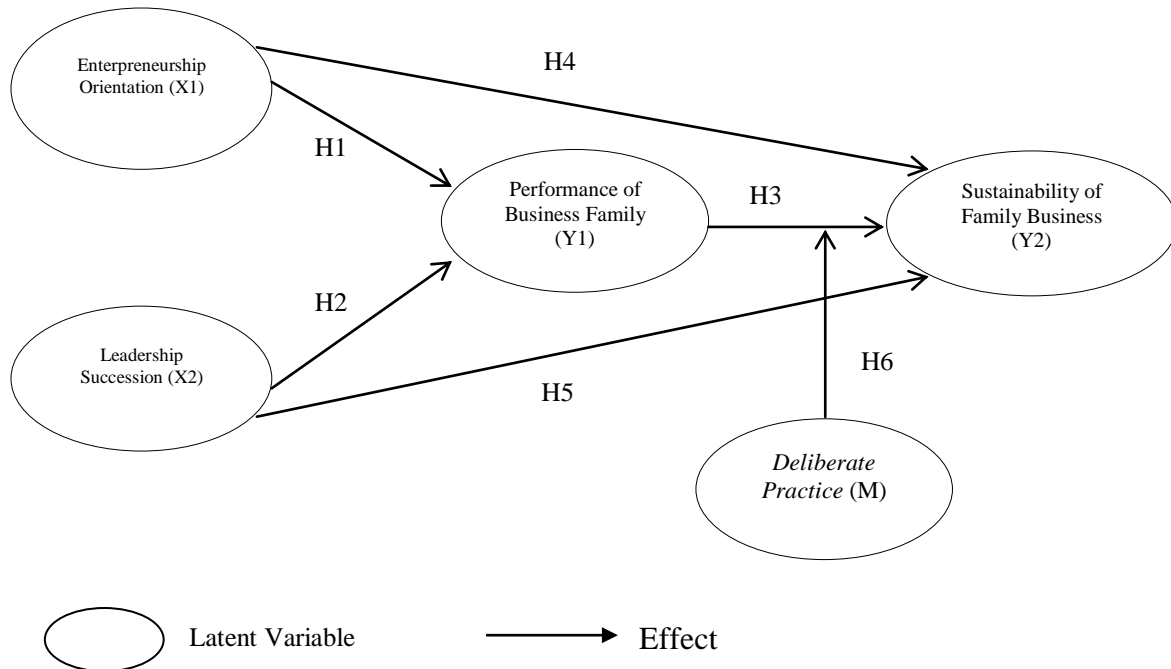 Enterpreneurship
Orientation (X1)
H4
H1
Performance of
Business Family
(Y1)
H3
Sustainability of
Family Business
(Y2)
H2
Leadership
Succession (X2)
H5
H6
Deliberate
Practice (M)
Latent Variable
Effect